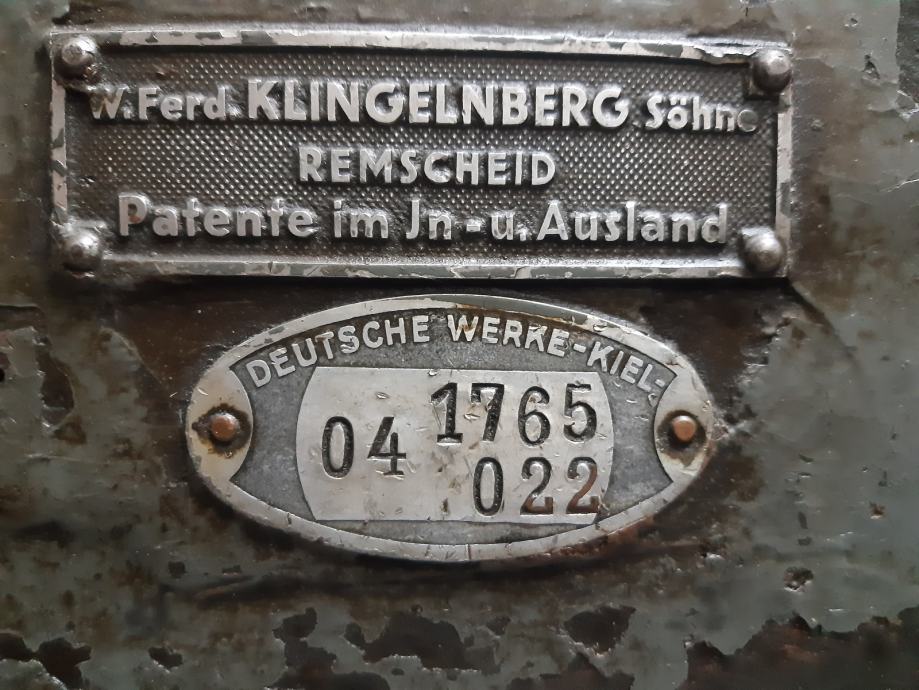 W. Ferd. KLINGELNBERG Söhne
REMSCHEID
Patente im Jn- u. Ausland
DEUTSCHE WERKE-KIEL-
04 1765
022